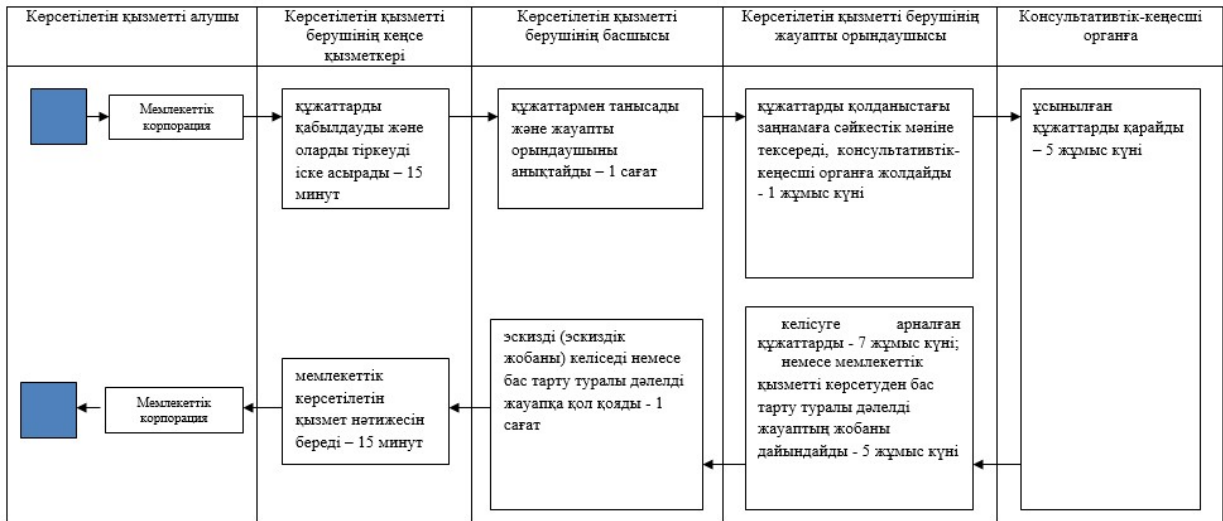 Көрсетілетін қызметті алушы
Көрсетілетін қызметті
берушінің кеңсе
қызметкері
Көрсетілетін қызметті
берушінің басшысы
Көрсетілетін қызметті берушінің
жауапты орындаушысы
Консультативтік-кеңесші
органға
Мемлекеттік
корпорация
құжаттарды
қабылдауды және
оларды тіркеуді
іске асырады – 15
минут
құжаттармен танысады
және жауапты
орындаушыны
анықтайды – 1 сағат
құжаттарды қолданыстағы
заңнамаға сәйкестік мәніне
тексереді, консультативтік-
кеңесші органға жолдайды
- 1 жұмыс күні
ұсынылған
құжаттарды қарайды
– 5 жұмыс күні
Мемлекеттік
корпорация
мемлекеттік
көрсетілетін
қызмет нәтижесін
береді – 15 минут
эскизді (эскиздік
жобаны) келіседі немесе
бас тарту туралы дәлелді
жауапқа қол қояды - 1
сағат
келісуге арналған
құжаттарды - 7 жұмыс күні;
немесе мемлекеттік
қызметті көрсетуден бас
тарту туралы дәлелді
жауаптың жобаны
дайындайды - 5 жұмыс күні